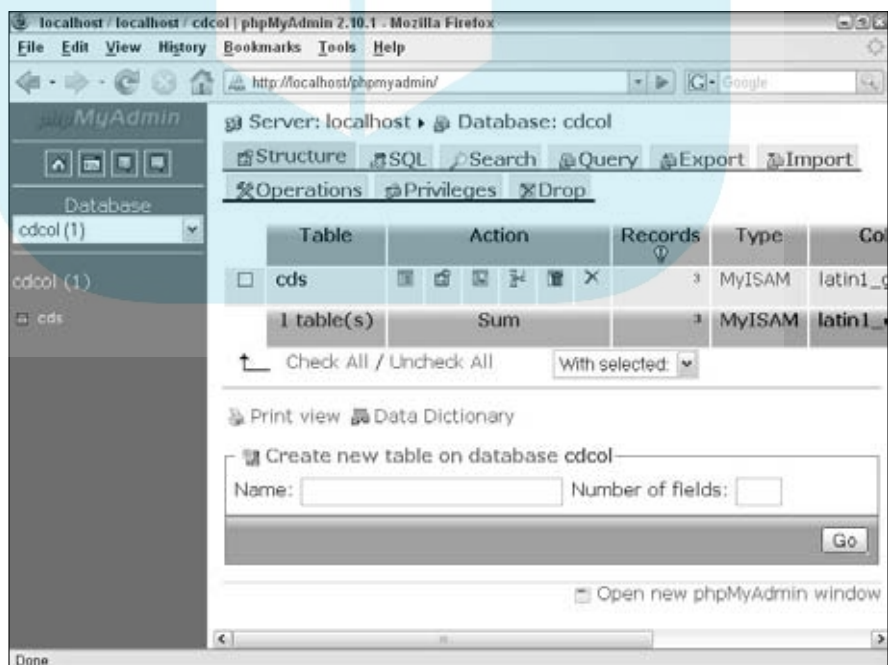 localhost / localhost / cdcol | phpMyAdmin 2.10.1 - Mozilla Firefox
File Edit View History Bookmarks Tools Help
http://localhost/phpmyadmin/
Google
phpMyAdmin
Server: localhost Database: cdcol
Structure SQL Search Query Export Import
Operations Privileges Drop
Database
cdcol (1)
cdcol (1)
cds
Table Action Records Type Col
cds 3 MyISAM latin1_g
1 table(s) Sum 3 MyISAM latin1_
Check All / Uncheck All With selected:
Print view Data Dictionary
Create new table on database cdcol
Name: Number of fields:
Go
Open new phpMyAdmin window
Done